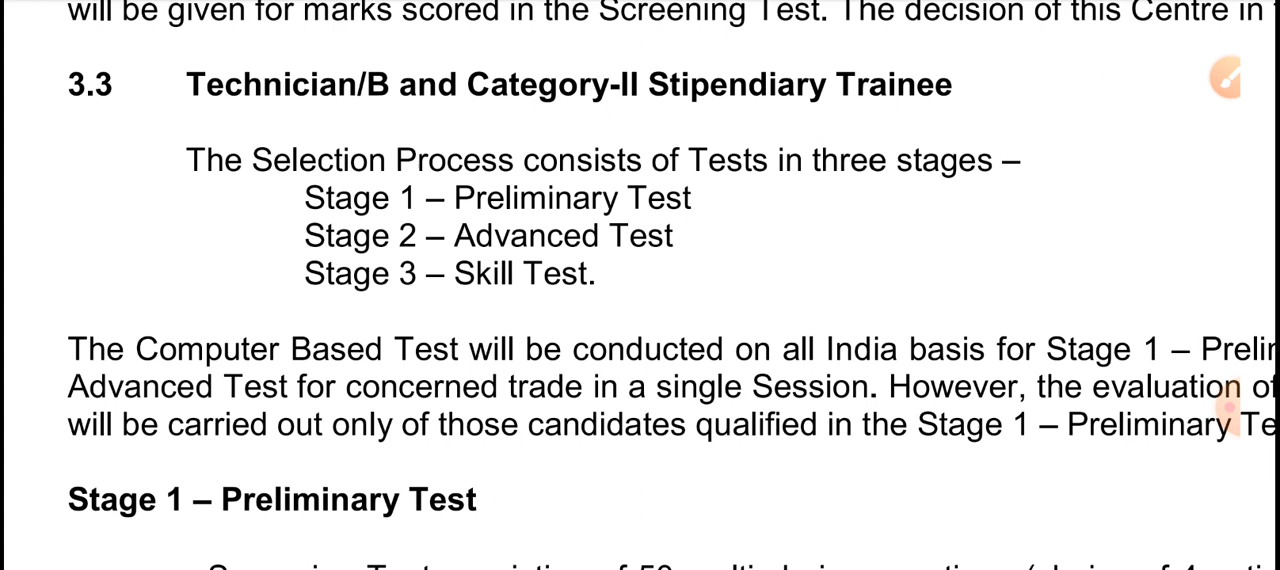 will be given for marks scored in the Screening Test. The decision of this Centre in
3.3 Technician/B and Category-II Stipendiary Trainee
The Selection Process consists of Tests in three stages –
Stage 1 – Preliminary Test
Stage 2 – Advanced Test
Stage 3 – Skill Test.
The Computer Based Test will be conducted on all India basis for Stage 1 –
Advanced Test for concerned trade in a single Session. However, the evaluation of
will be carried out only of those candidates qualified in the Stage 1 – Preliminary
Stage 1 – Preliminary Test